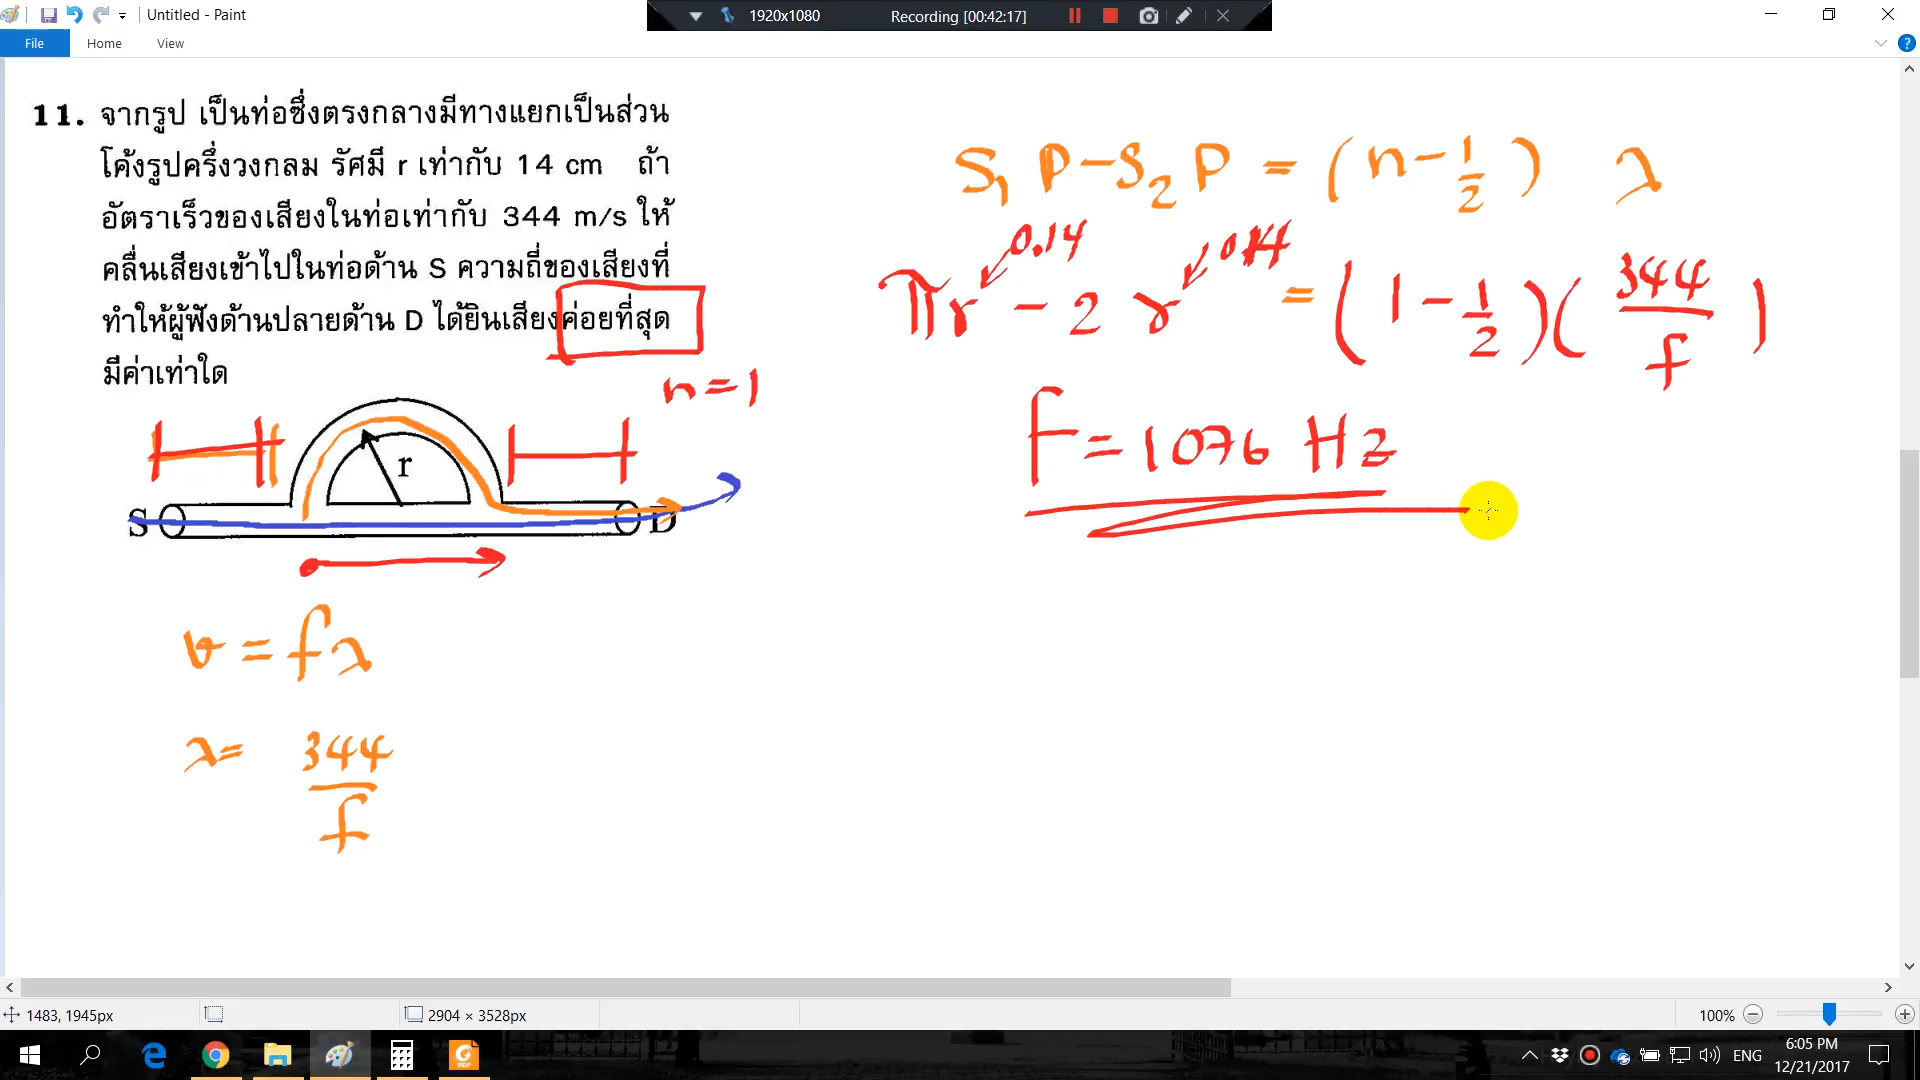 Untitled - Paint
1920x1080
Recording [00:42:17]
File Home View
11. จากรูป เป็นท่อซึ่งตรงกลางมีทางแยกเป็นส่วน
โค้งรูปครึ่งวงกลม รัศมี r เท่ากับ 14 cm ถ้า
อัตราเร็วของเสียงในท่อเท่ากับ 344 m/s ให้
คลื่นเสียงเข้าไปในท่อด้าน S ความถี่ของเสียงที่
ทำให้ผู้ฟังด้านปลายด้าน D ได้ยินเสียงค่อยที่สุด
มีค่าเท่าใด
n=1
r
S
D
v = fλ
λ= 344/f
S₁P-S₂P = (n-1/2) λ
0.14
πr - 2r = (1-1/2)(344/f)
f=1076 Hz
1483, 1945px
2904 × 3528px
100%
ENG
6:05 PM
12/21/2017